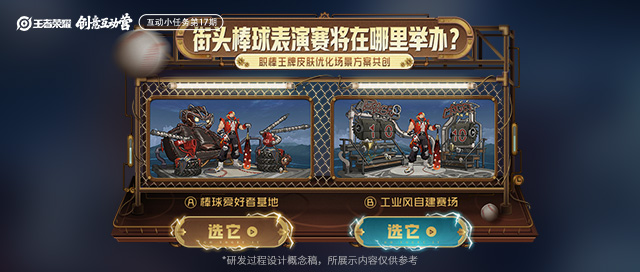 王者荣耀 创意互动营 互动小任务第17期
街头棒球表演赛将在哪里举办?
职棒王牌皮肤优化场景方案共创
10 10
A 棒球爱好者基地 B 工业风自建赛场
选它 选它
*研发过程设计概念稿，所展示内容仅供参考